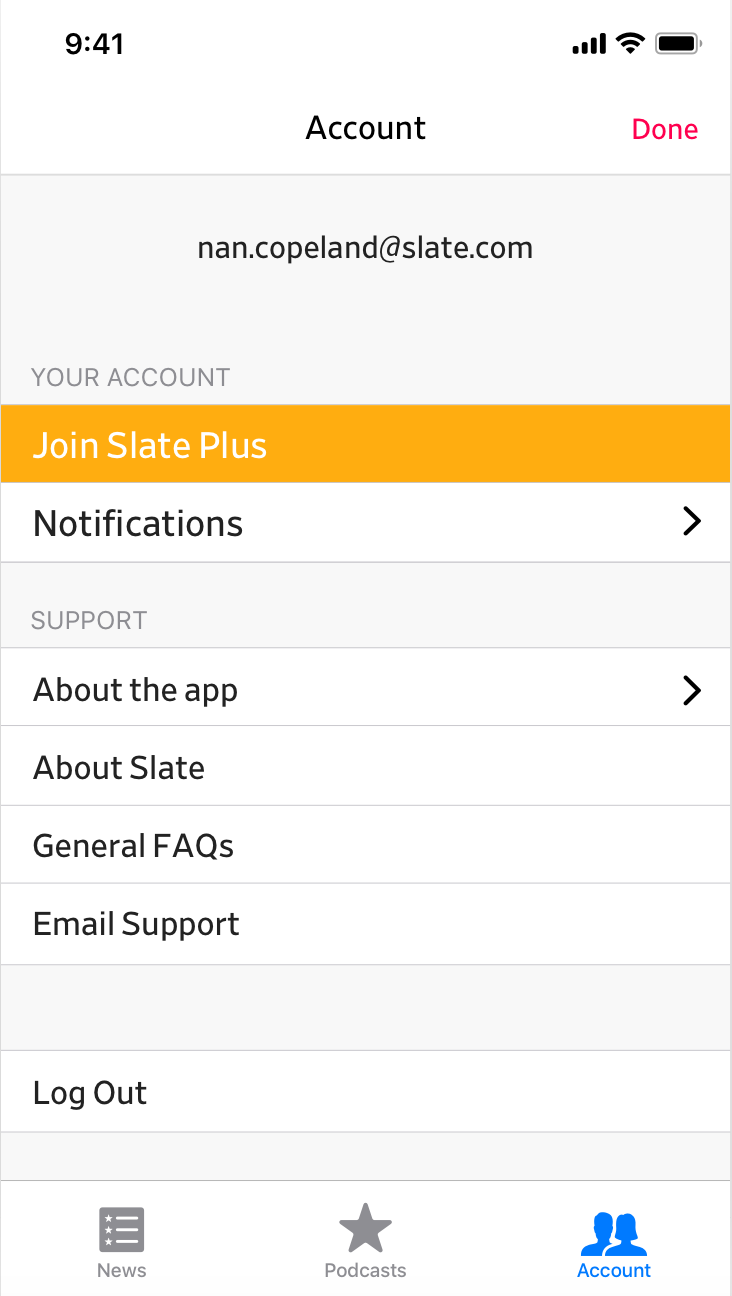 9:41
Account
Done
nan.copeland@slate.com
YOUR ACCOUNT
Join Slate Plus
Notifications
SUPPORT
About the app
About Slate
General FAQs
Email Support
Log Out
News
Podcasts
Account